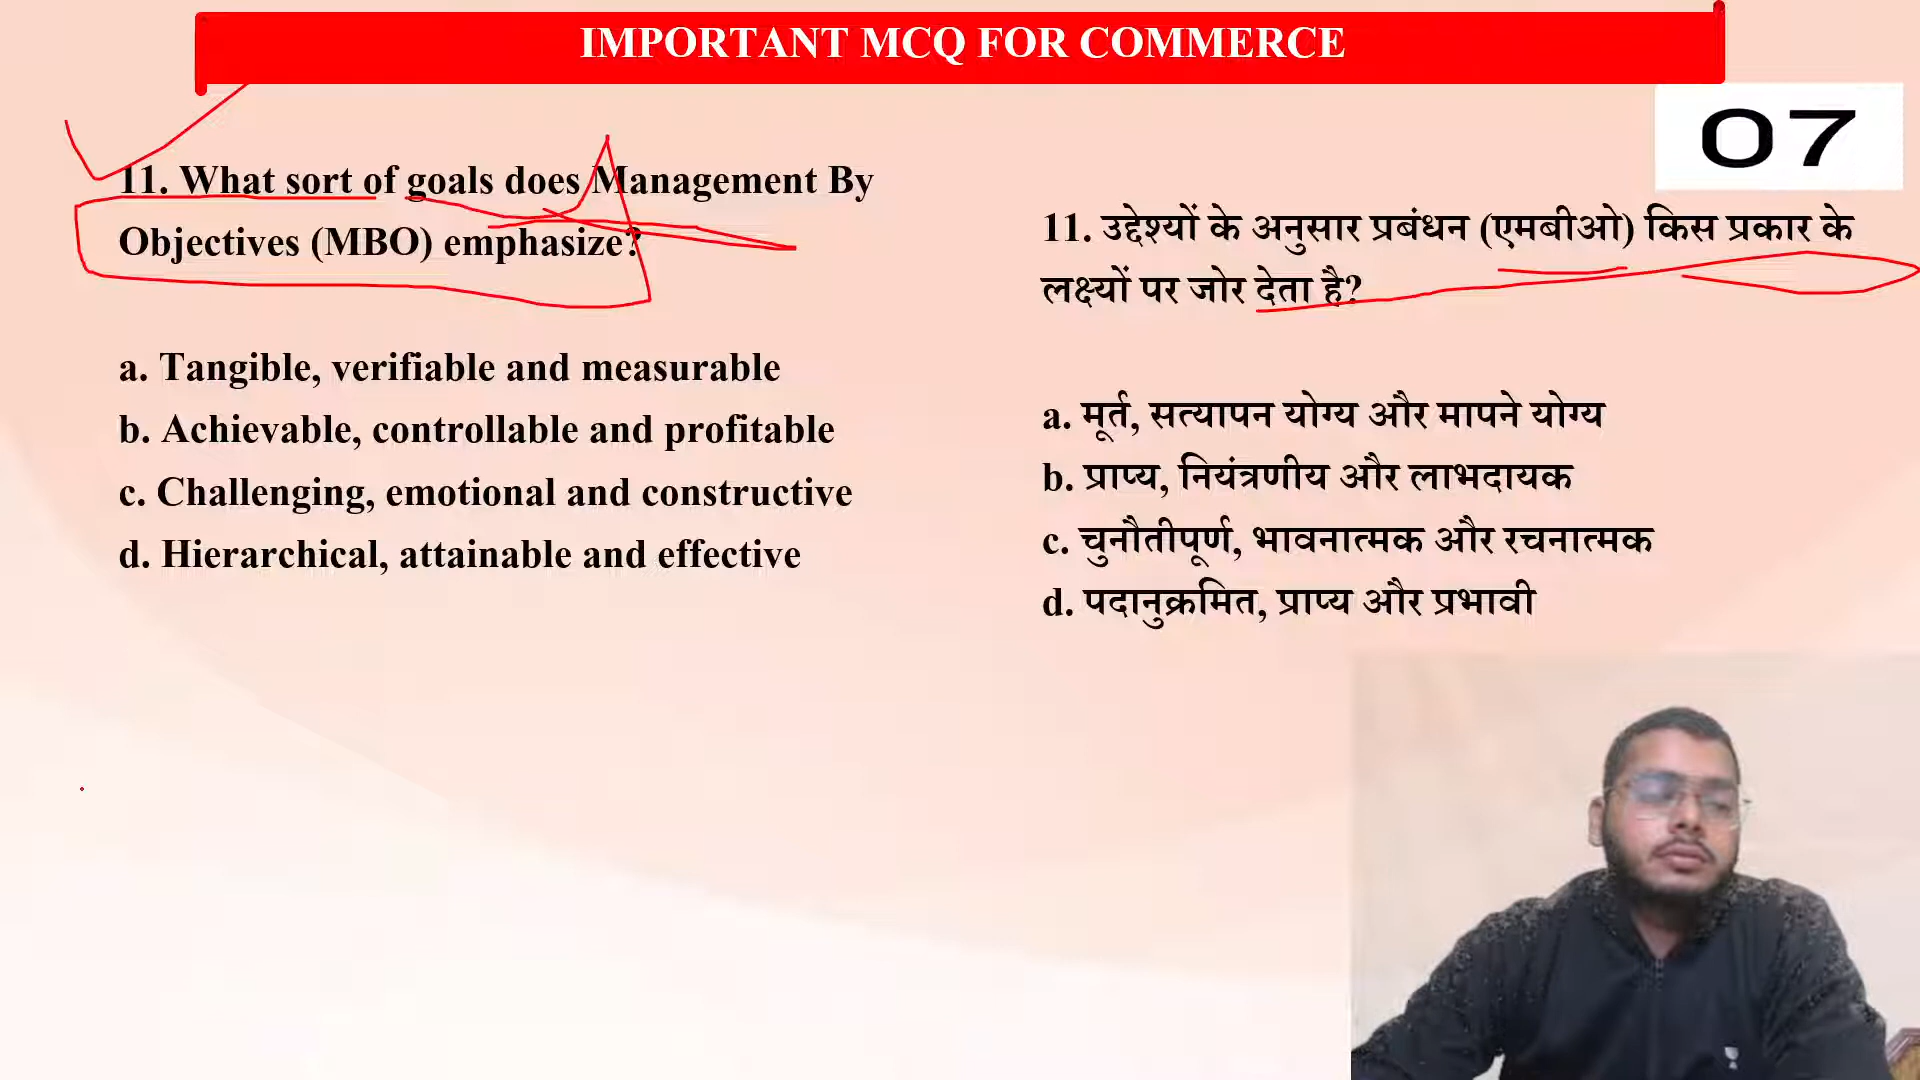 IMPORTANT MCQ FOR COMMERCE
07
11. What sort of goals does Management By
Objectives (MBO) emphasize?
a. Tangible, verifiable and measurable
b. Achievable, controllable and profitable
c. Challenging, emotional and constructive
d. Hierarchical, attainable and effective
11. उद्देश्यों के अनुसार प्रबंधन (एमबीओ) किस प्रकार के
लक्ष्यों पर जोर देता है?
a. मूर्त, सत्यापन योग्य और मापने योग्य
b. प्राप्य, नियंत्रणीय और लाभदायक
c. चुनौतीपूर्ण, भावनात्मक और रचनात्मक
d. पदानुक्रमित, प्राप्य और प्रभावी